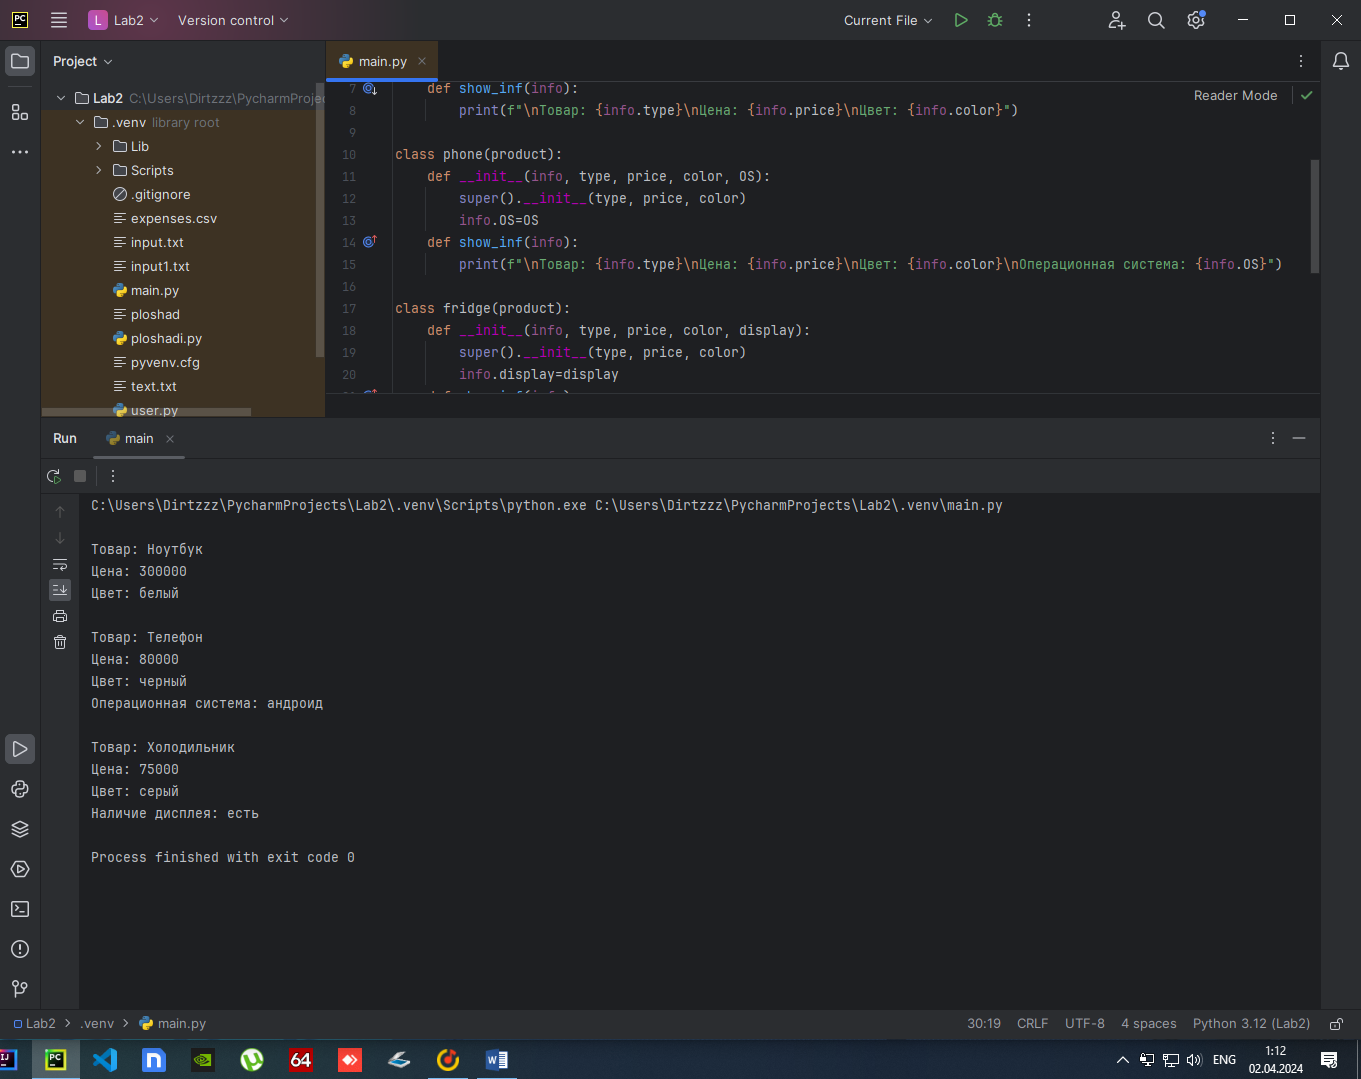 PC
L Lab2 Version control Current File
Project
main.py
Lab2 C:\Users\Dirtzzz\PycharmProje
.venv library root
Lib
Scripts
.gitignore
expenses.csv
input.txt
input1.txt
main.py
ploshad
ploshadi.py
pyvenv.cfg
text.txt
user.py
Reader Mode
7 def show_inf(info):
8 print(f"\nТовар: {info.type}\nЦена: {info.price}\nЦвет: {info.color}")
9
10 class phone(product):
11 def __init__(info, type, price, color, OS):
12 super().__init__(type, price, color)
13 info.OS=OS
14 def show_inf(info):
15 print(f"\nТовар: {info.type}\nЦена: {info.price}\nЦвет: {info.color}\nОперационная система: {info.OS}")
16
17 class fridge(product):
18 def __init__(info, type, price, color, display):
19 super().__init__(type, price, color)
20 info.display=display
Run main
C:\Users\Dirtzzz\PycharmProjects\Lab2\.venv\Scripts\python.exe C:\Users\Dirtzzz\PycharmProjects\Lab2\.venv\main.py
Товар: Ноутбук
Цена: 300000
Цвет: белый
Товар: Телефон
Цена: 80000
Цвет: черный
Операционная система: андроид
Товар: Холодильник
Цена: 75000
Цвет: серый
Наличие дисплея: есть
Process finished with exit code 0
Lab2 > .venv > main.py 30:19 CRLF UTF-8 4 spaces Python 3.12 (Lab2)
IJ PC n 64 W ENG
1:12
02.04.2024